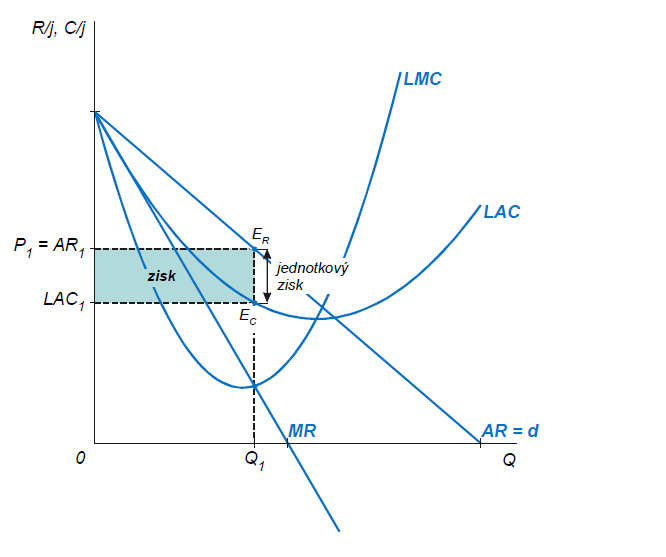 R/j, C/j
LMC
LAC
E_R
P_1 = AR_1
jednotkový
zisk
zisk
LAC_1
E_C
MR
AR = d
0
Q_1
Q